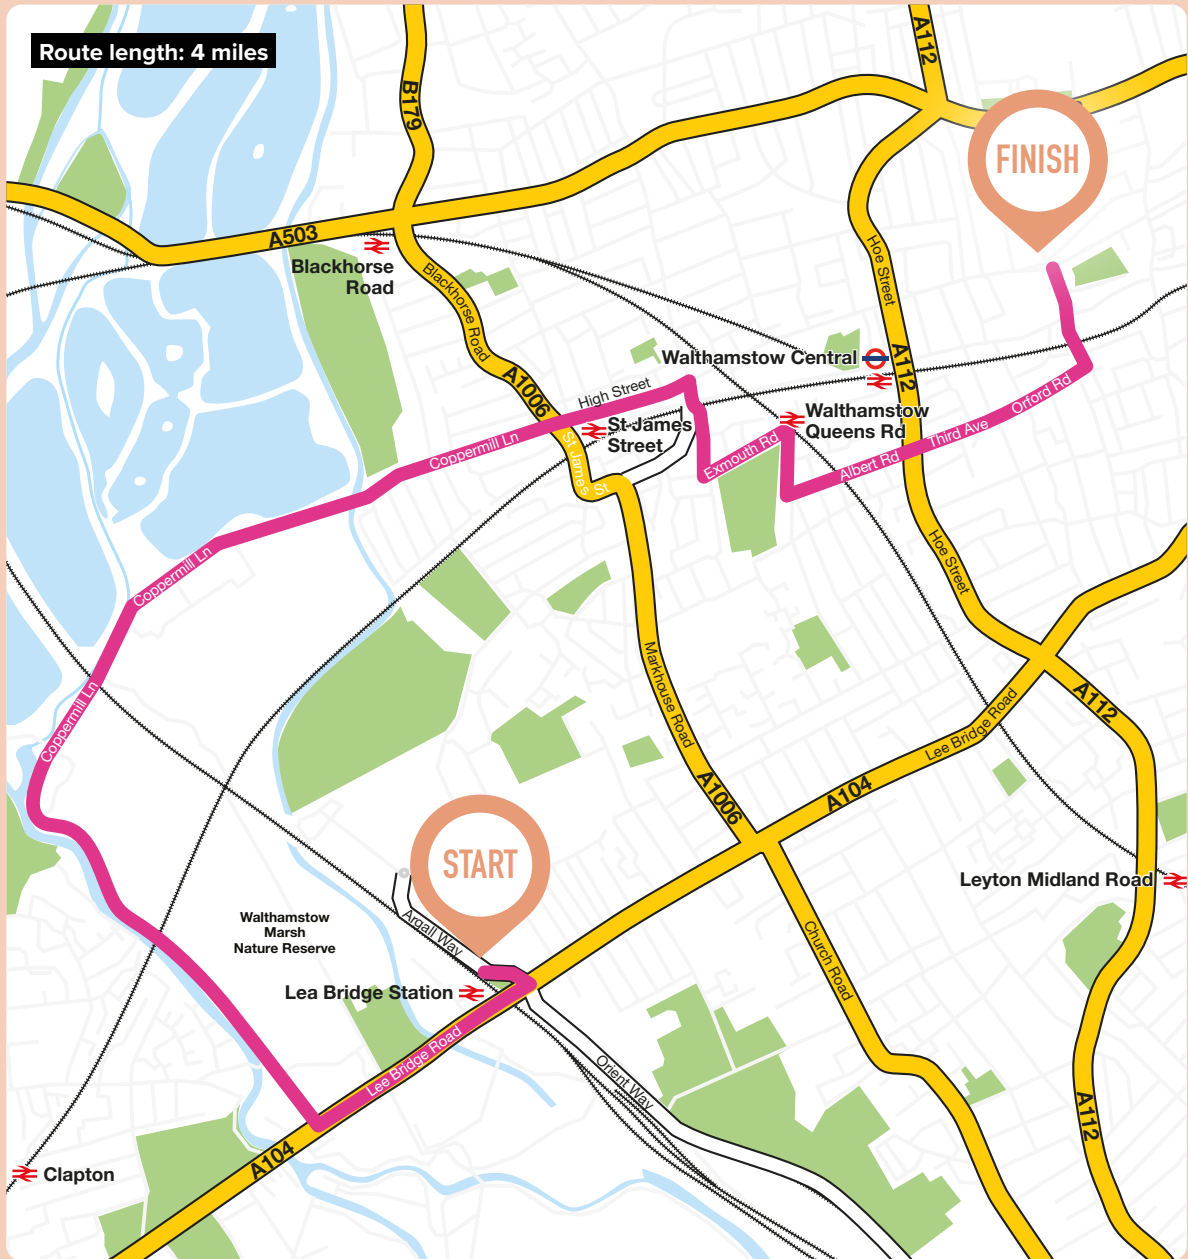 Route length: 4 miles
A112
B179
FINISH
A503
Blackhorse
Road
Blackhorse Road
Hoe Street
Walthamstow Central
A112
A1006
High Street
Orford Rd
St James
Street
Walthamstow
Queens Rd
Third Ave
Coppermill Ln
St James
St
Exmouth Rd
Albert Rd
Coppermill Ln
Hoe Street
Coppermill Ln
Markhouse Road
A112
Lee Bridge Road
A1006
A104
START
Leyton Midland Road
Walthamstow
Marsh
Nature Reserve
Argall Way
Church Road
Lea Bridge Station
Lee Bridge Road
Orient Way
A112
A104
Clapton